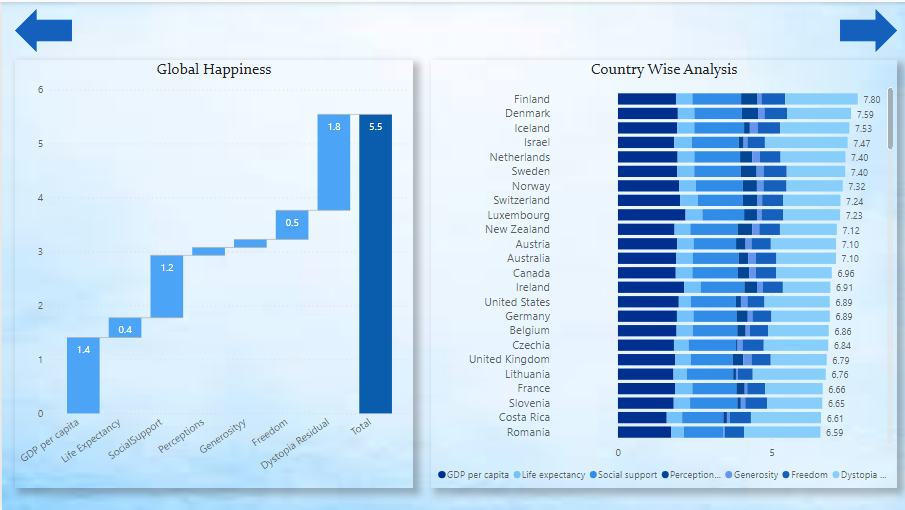 Global Happiness
6
5
4
3
2
1
0
1.4
0.4
1.2
0.5
1.8
5.5
GDP per capita
Life Expectancy
SocialSupport
Perceptions
Generosityy
Freedom
Dystopia Residual
Total
Country Wise Analysis
Finland 7.80
Denmark 7.59
Iceland 7.53
Israel 7.47
Netherlands 7.40
Sweden 7.40
Norway 7.32
Switzerland 7.24
Luxembourg 7.23
New Zealand 7.12
Austria 7.10
Australia 7.10
Canada 6.96
Ireland 6.91
United States 6.89
Germany 6.89
Belgium 6.86
Czechia 6.84
United Kingdom 6.79
Lithuania 6.76
France 6.66
Slovenia 6.65
Costa Rica 6.61
Romania 6.59
0 5
GDP per capita Life expectancy Social support Perception... Generosity Freedom Dystopia ...